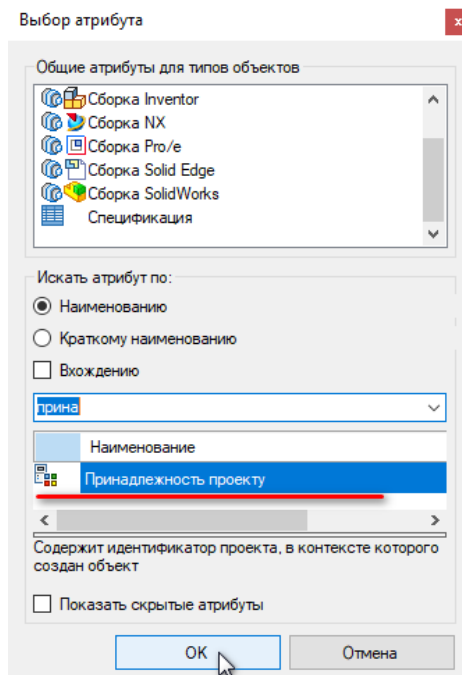 Выбор атрибута
x
Общие атрибуты для типов объектов
Сборка Inventor
Сборка NX
Сборка Pro/e
Сборка Solid Edge
Сборка SolidWorks
Спецификация
Искать атрибут по:
Наименованию
Краткому наименованию
Вхождению
прина
Наименование
Принадлежность проекту
Содержит идентификатор проекта, в контексте которого
создан объект
Показать скрытые атрибуты
OK
Отмена